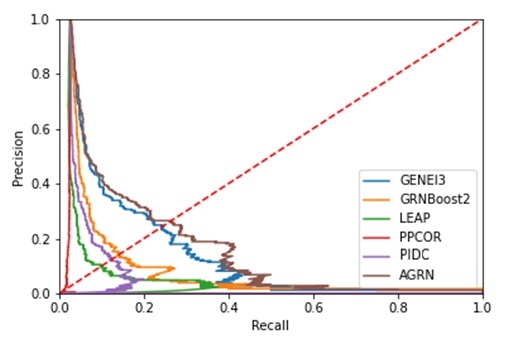 1.0
0.8
0.6
0.4
0.2
0.0
Precision
GENEI3
GRNBoost2
LEAP
PPCOR
PIDC
AGRN
0.0 0.2 0.4 0.6 0.8 1.0
Recall